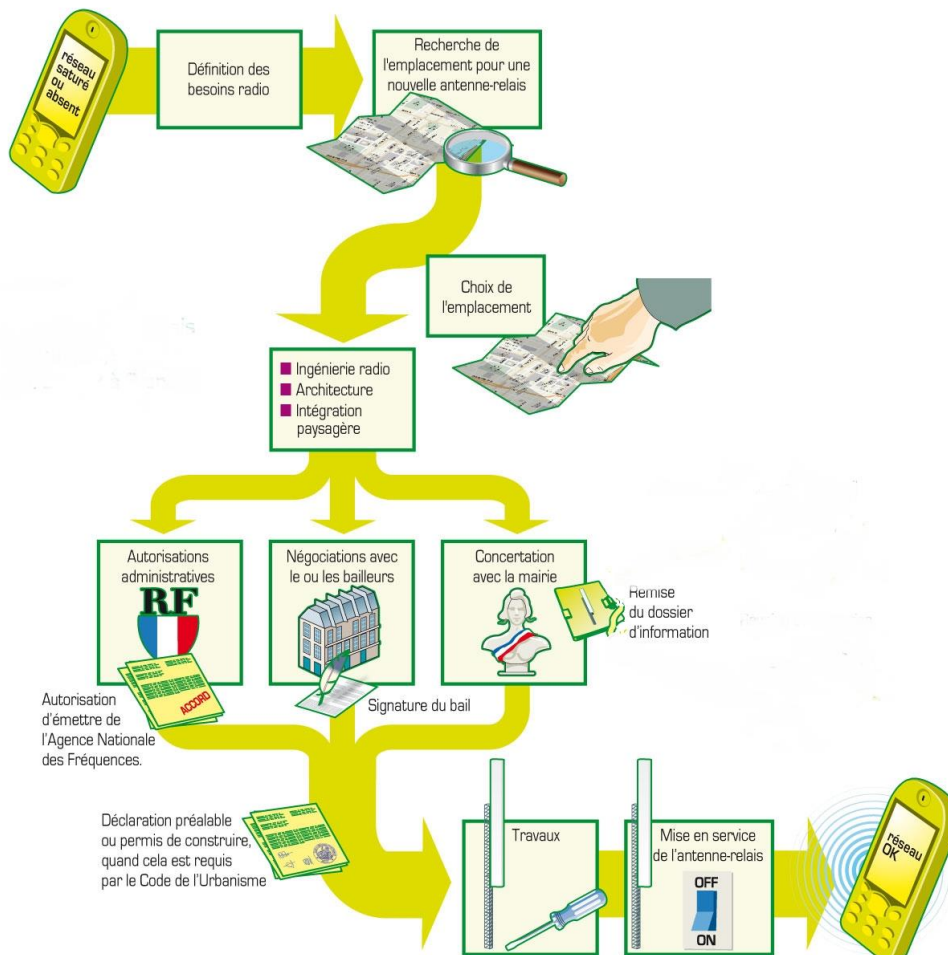 réseau
saturé
ou
absent
Définition des
besoins radio
Recherche de
l'emplacement pour une
nouvelle antenne-relais
Choix de
l'emplacement
Ingénierie radio
Architecture
Intégration
paysagère
Autorisations
administratives
RF
ACCORD
Autorisation
d'émettre de
l'Agence Nationale
des Fréquences.
Négociations avec
le ou les bailleurs
Signature du bail
Concertation
avec la mairie
Remise
du dossier
d'information
Déclaration préalable
ou permis de construire,
quand cela est requis
par le Code de l'Urbanisme
Travaux
Mise en service
de l'antenne-relais
OFF
ON
réseau
OK